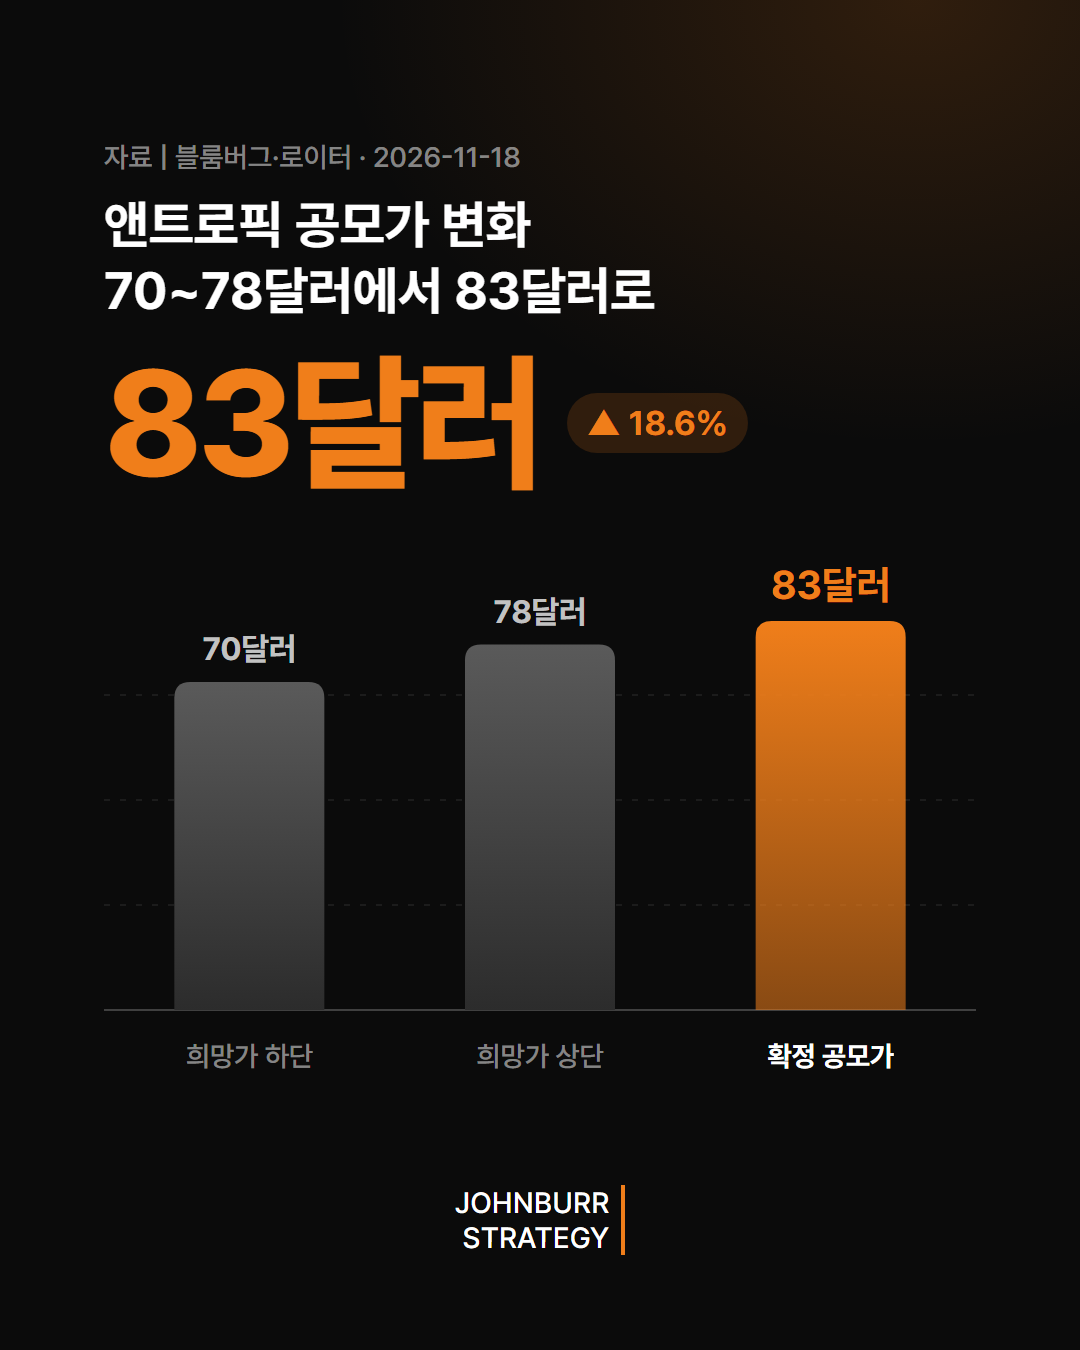 자료 | 블룸버그·로이터 · 2026-11-18
앤트로픽 공모가 변화
70~78달러에서 83달러로
83달러 ▲ 18.6%
70달러
78달러
83달러
희망가 하단
희망가 상단
확정 공모가
JOHNBURR
STRATEGY